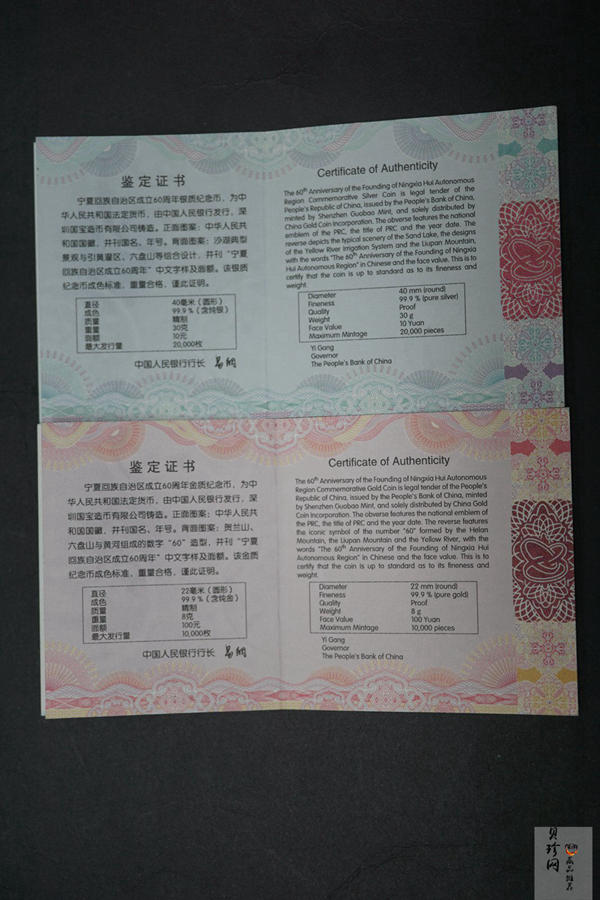 鉴定证书
宁夏回族自治区成立60周年银质纪念币，为中
华人民共和国法定货币，由中国人民银行发行，深
圳国宝造币有限公司铸造。正面图案：中华人民共
和国国徽，并刊国名、年号。背面图案：沙湖典型
景观与引黄灌区、六盘山等组合设计，并刊“宁夏
回族自治区成立60周年”中文字样及面额。该银质
纪念币成色标准，重量合格，谨此证明。
直径 40毫米（圆形）
成色 99.9％（含纯银）
质量 精制
重量 30克
面额 10元
最大发行量 20,000枚
中国人民银行行长
Certificate of Authenticity
The 60th Anniversary of the Founding of Ningxia Hui Autonomous
Region Commemorative Silver Coin is legal tender of the
People's Republic of China, issued by the People's Bank of China,
minted by Shenzhen Guobao Mint, and solely distributed by
China Gold Coin Incorporation. The obverse features the national
emblem of the PRC, the title of PRC and the year date. The
reverse depicts the typical scenery of the Sand Lake, the designs
of the Yellow River Irrigation System and the Liupan Mountain,
with the words "The 60th Anniversary of the Founding of Ningxia
Hui Autonomous Region" in Chinese and the face value. This is to
certify that the coin is up to standard as to its fineness and
weight.
Diameter 40 mm (round)
Fineness 99.9 % (pure silver)
Quality Proof
Weight 30 g
Face Value 10 Yuan
Maximum Mintage 20,000 pieces
Yi Gang
Governor
The People's Bank of China
鉴定证书
宁夏回族自治区成立60周年金质纪念币，为中
华人民共和国法定货币，由中国人民银行发行，深
圳国宝造币有限公司铸造。正面图案：中华人民共
和国国徽，并刊国名、年号。背面图案：贺兰山、
六盘山与黄河组成的数字“60”造型，并刊“宁夏
回族自治区成立60周年”中文字样及面额。该金质
纪念币成色标准，重量合格，谨此证明。
直径 22毫米（圆形）
成色 99.9％（含纯金）
质量 精制
重量 8克
面额 100元
最大发行量 10,000枚
中国人民银行行长
Certificate of Authenticity
The 60th Anniversary of the Founding of Ningxia Hui Autonomous
Region Commemorative Gold Coin is legal tender of the People's
Republic of China, issued by the People's Bank of China, minted
by Shenzhen Guobao Mint, and solely distributed by China Gold
Coin Incorporation. The obverse features the national emblem of
the PRC, the title of PRC and the year date. The reverse features
the iconic symbol of the number "60" formed by the Helan
Mountain, the Liupan Mountain and the Yellow River, with the
words "The 60th Anniversary of the Founding of Ningxia Hui
Autonomous Region" in Chinese and the face value. This is to
certify that the coin is up to standard as to its fineness and
weight.
Diameter 22 mm (round)
Fineness 99.9 % (pure gold)
Quality Proof
Weight 8 g
Face Value 100 Yuan
Maximum Mintage 10,000 pieces
Yi Gang
Governor
The People's Bank of China
贝珍网